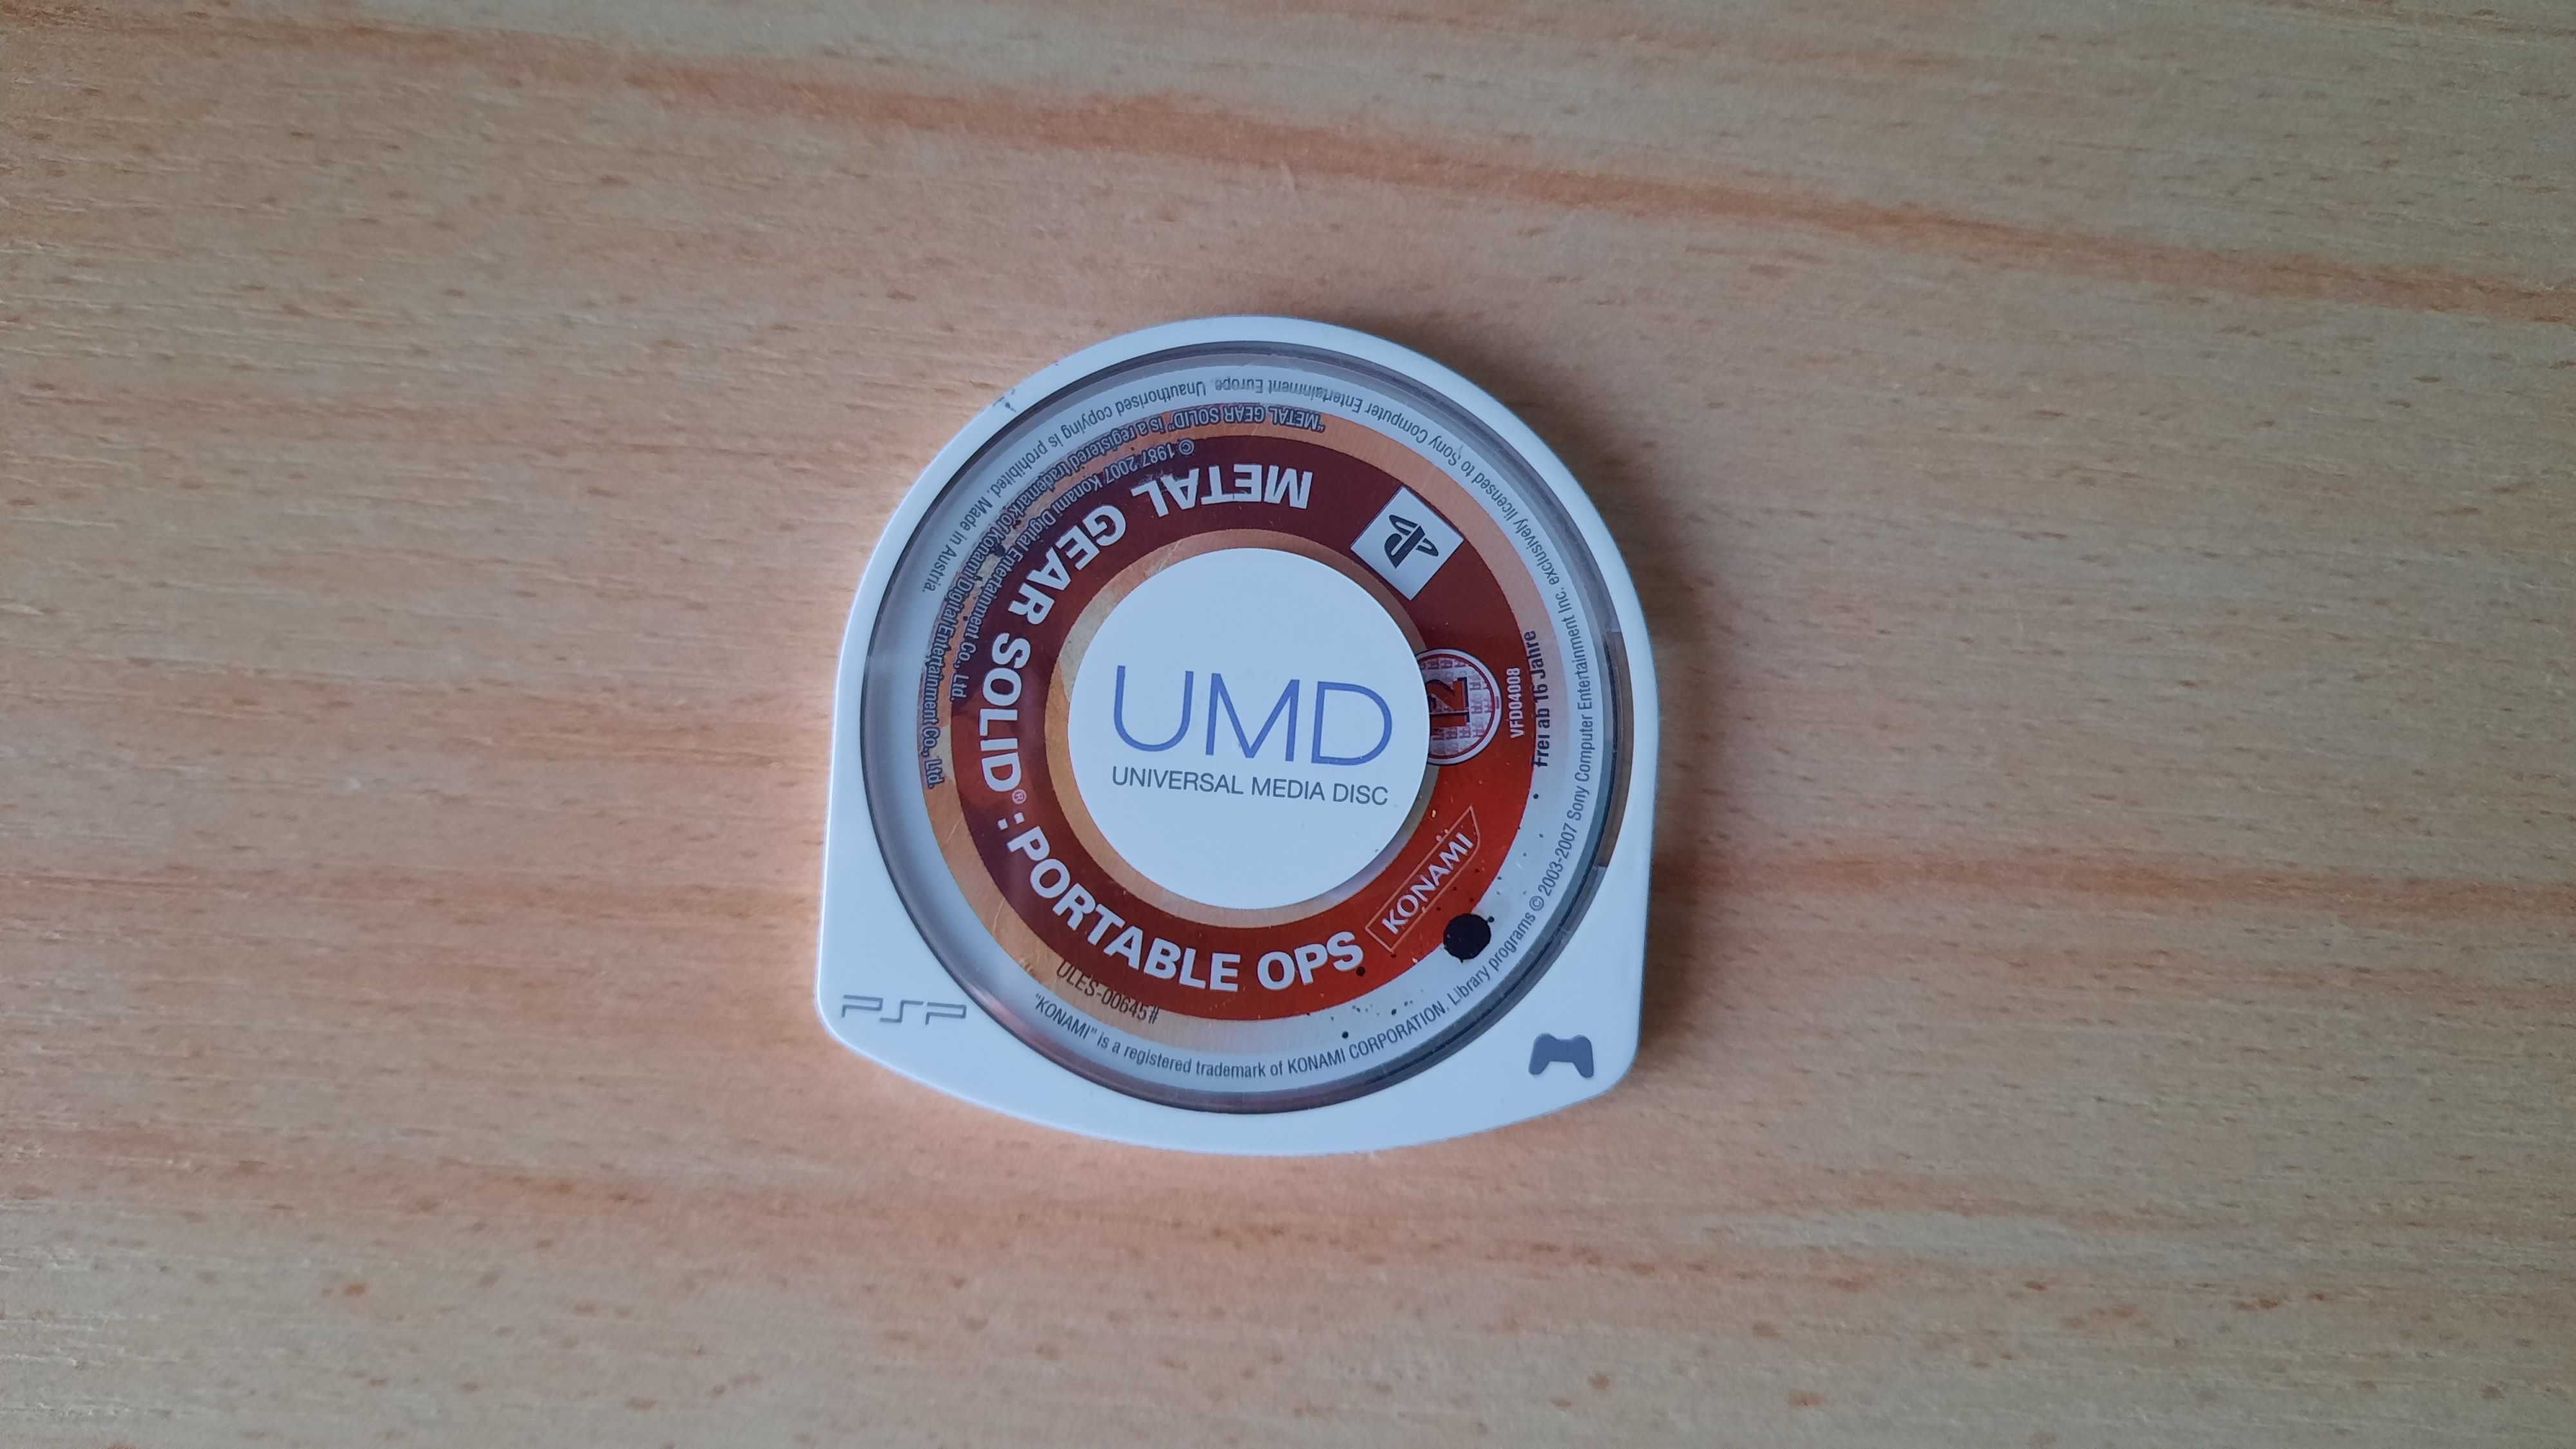 UMD
UNIVERSAL MEDIA DISC
METAL GEAR SOLID® : PORTABLE OPS
KONAMI
12
VFD04008
Frei ab 16 Jahre
ULES-00645#
© 1987 2007 Konami Digital Entertainment Co., Ltd.
"METAL GEAR SOLID" is a registered trademark of Konami Digital Entertainment Co., Ltd.
"KONAMI" is a registered trademark of KONAMI CORPORATION. Library programs © 2003-2007 Sony Computer Entertainment Inc. exclusively licensed to Sony Computer Entertainment Europe. Unauthorised copying is prohibited. Made in Austria.
PSP